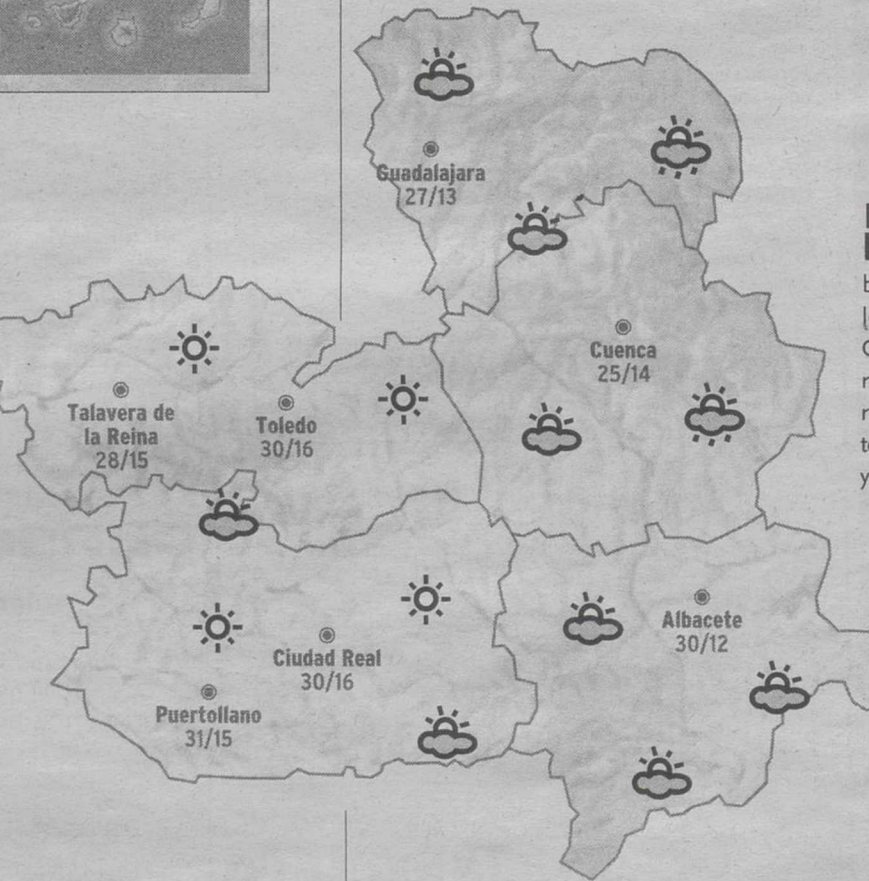 Guadalajara
27/13
Cuenca
25/14
Talavera de
la Reina
28/15
Toledo
30/16
Albacete
30/12
Ciudad Real
30/16
Puertollano
31/15